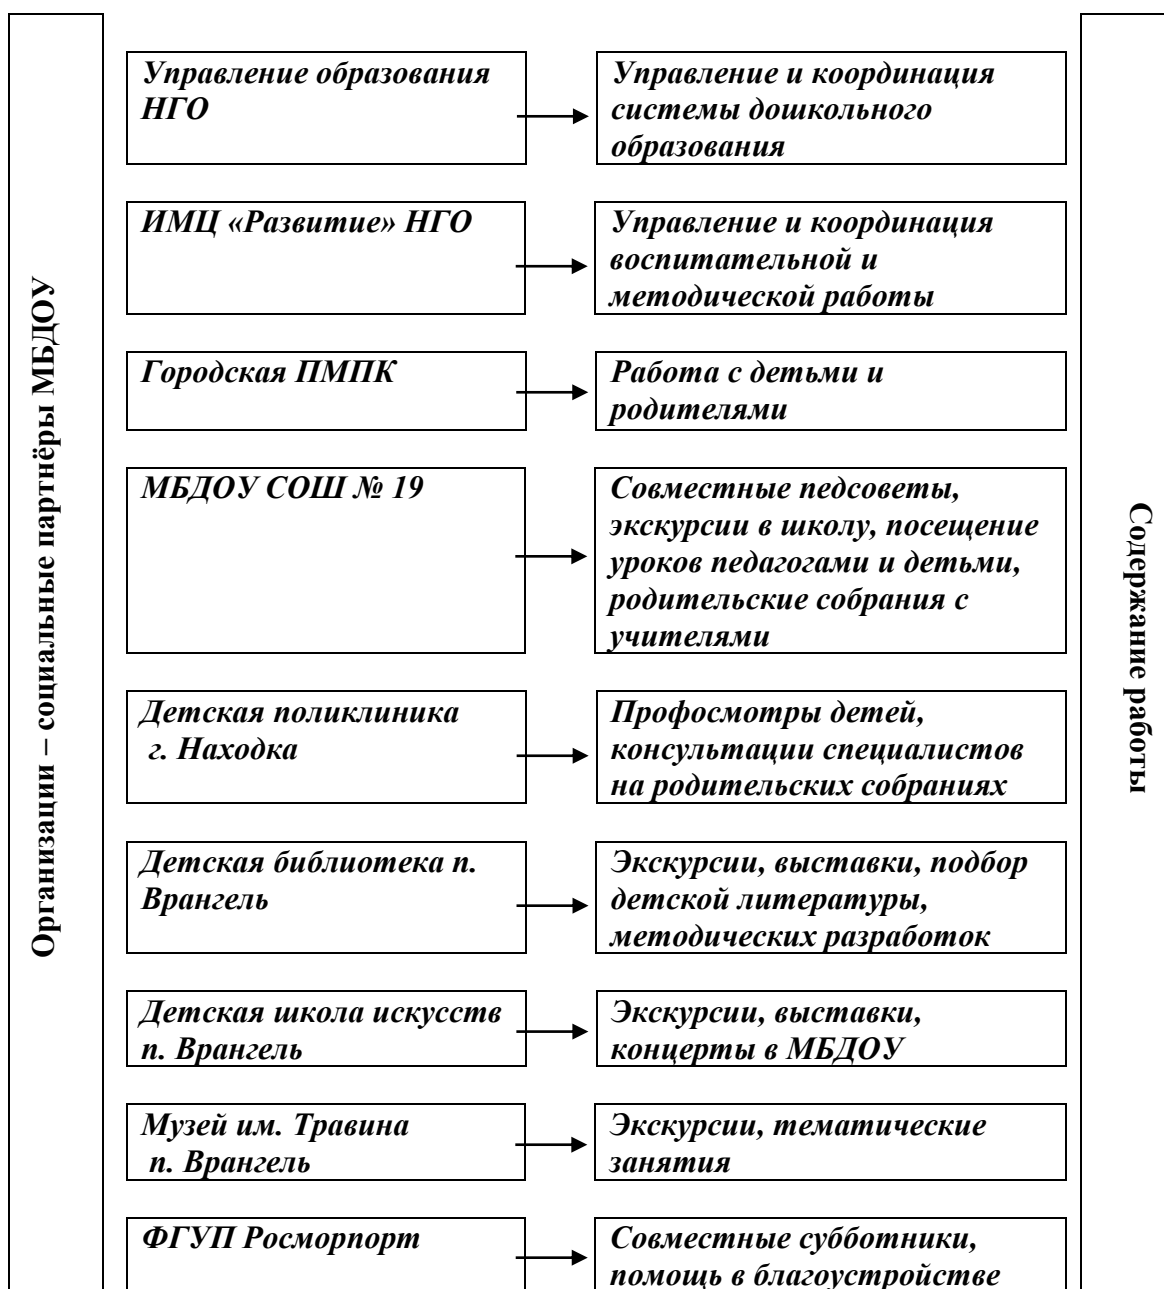 Организации – социальные партнёры МБДОУ
Управление образования
НГО
Управление и координация
системы дошкольного
образования
ИМЦ «Развитие» НГО
Управление и координация
воспитательной и
методической работы
Городская ПМПК
Работа с детьми и
родителями
МБДОУ СОШ № 19
Совместные педсоветы,
экскурсии в школу, посещение
уроков педагогами и детьми,
родительские собрания с
учителями
Детская поликлиника
г. Находка
Профосмотры детей,
консультации специалистов
на родительских собраниях
Детская библиотека п.
Врангель
Экскурсии, выставки, подбор
детской литературы,
методических разработок
Детская школа искусств
п. Врангель
Экскурсии, выставки,
концерты в МБДОУ
Музей им. Травина
п. Врангель
Экскурсии, тематические
занятия
ФГУП Росморпорт
Совместные субботники,
помощь в благоустройстве
Содержание работы